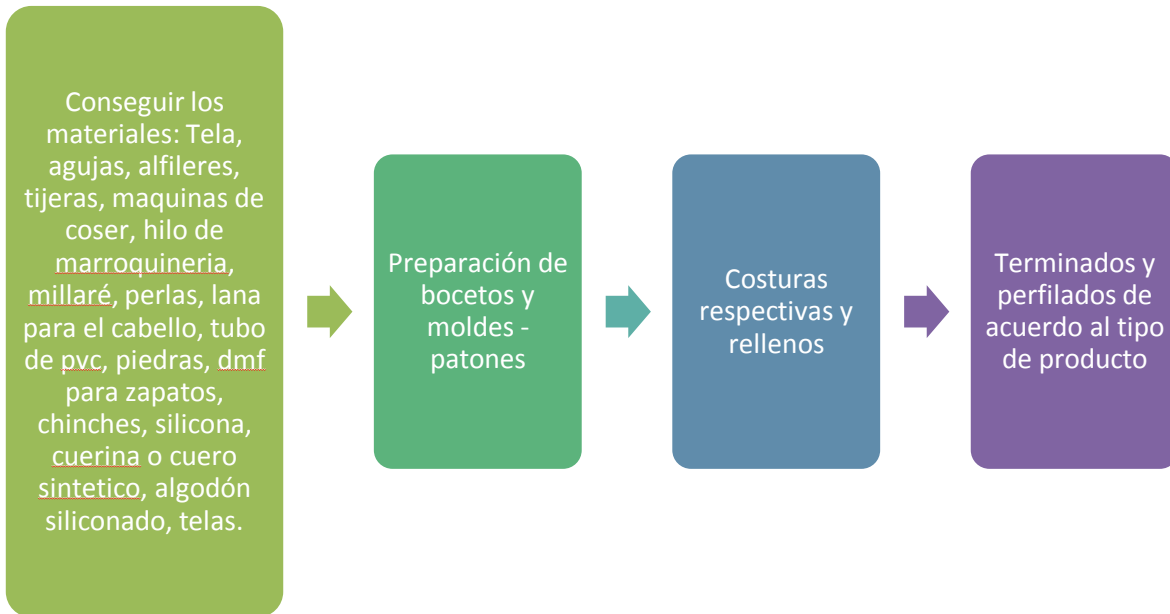 Conseguir los
materiales: Tela,
agujas, alfileres,
tijeras, maquinas de
coser, hilo de
marroquineria,
millaré, perlas, lana
para el cabello, tubo
de pvc, piedras, dmf
para zapatos,
chinches, silicona,
cuerina o cuero
sintetico, algodón
siliconado, telas.
Preparación de
bocetos y
moldes -
patones
Costuras
respectivas y
rellenos
Terminados y
perfilados de
acuerdo al tipo
de producto